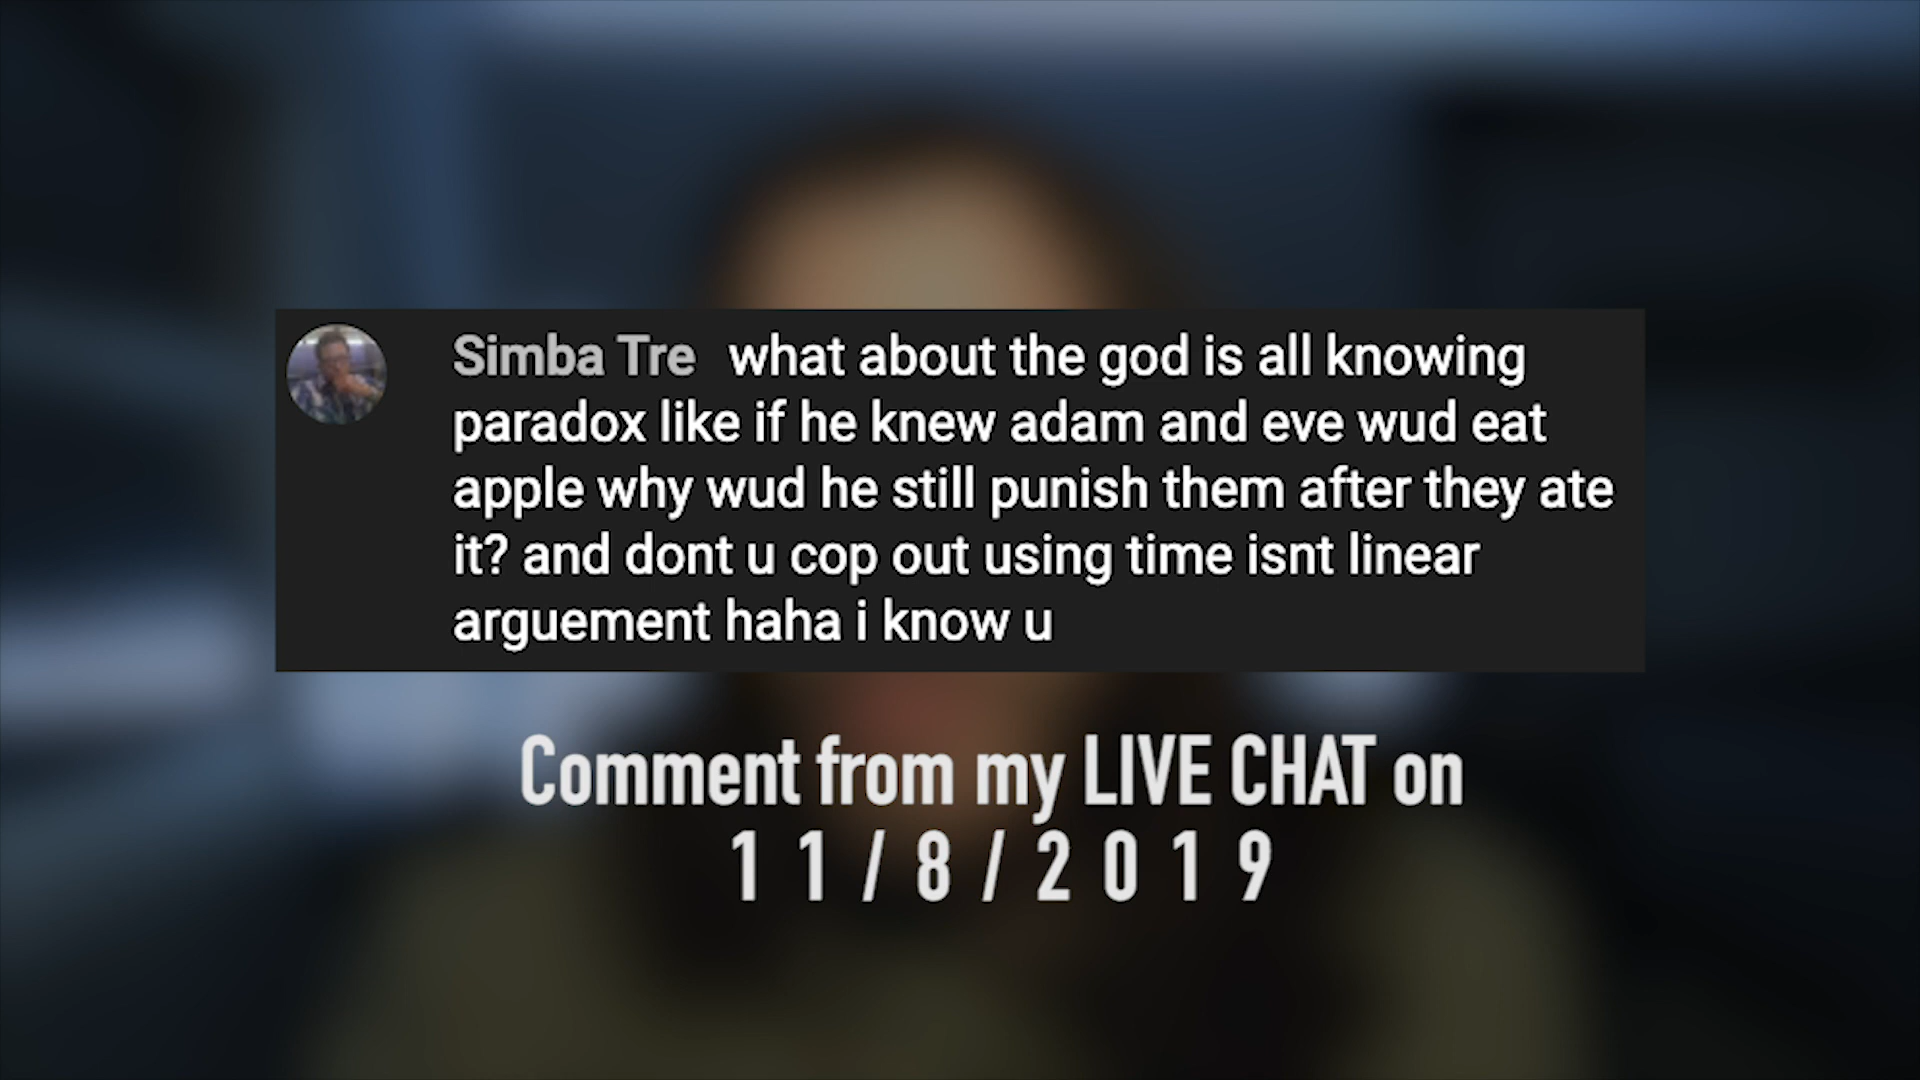 Simba Tre what about the god is all knowing
paradox like if he knew adam and eve wud eat
apple why wud he still punish them after they ate
it? and dont u cop out using time isnt linear
arguement haha i know u
Comment from my LIVE CHAT on
11/8/2019